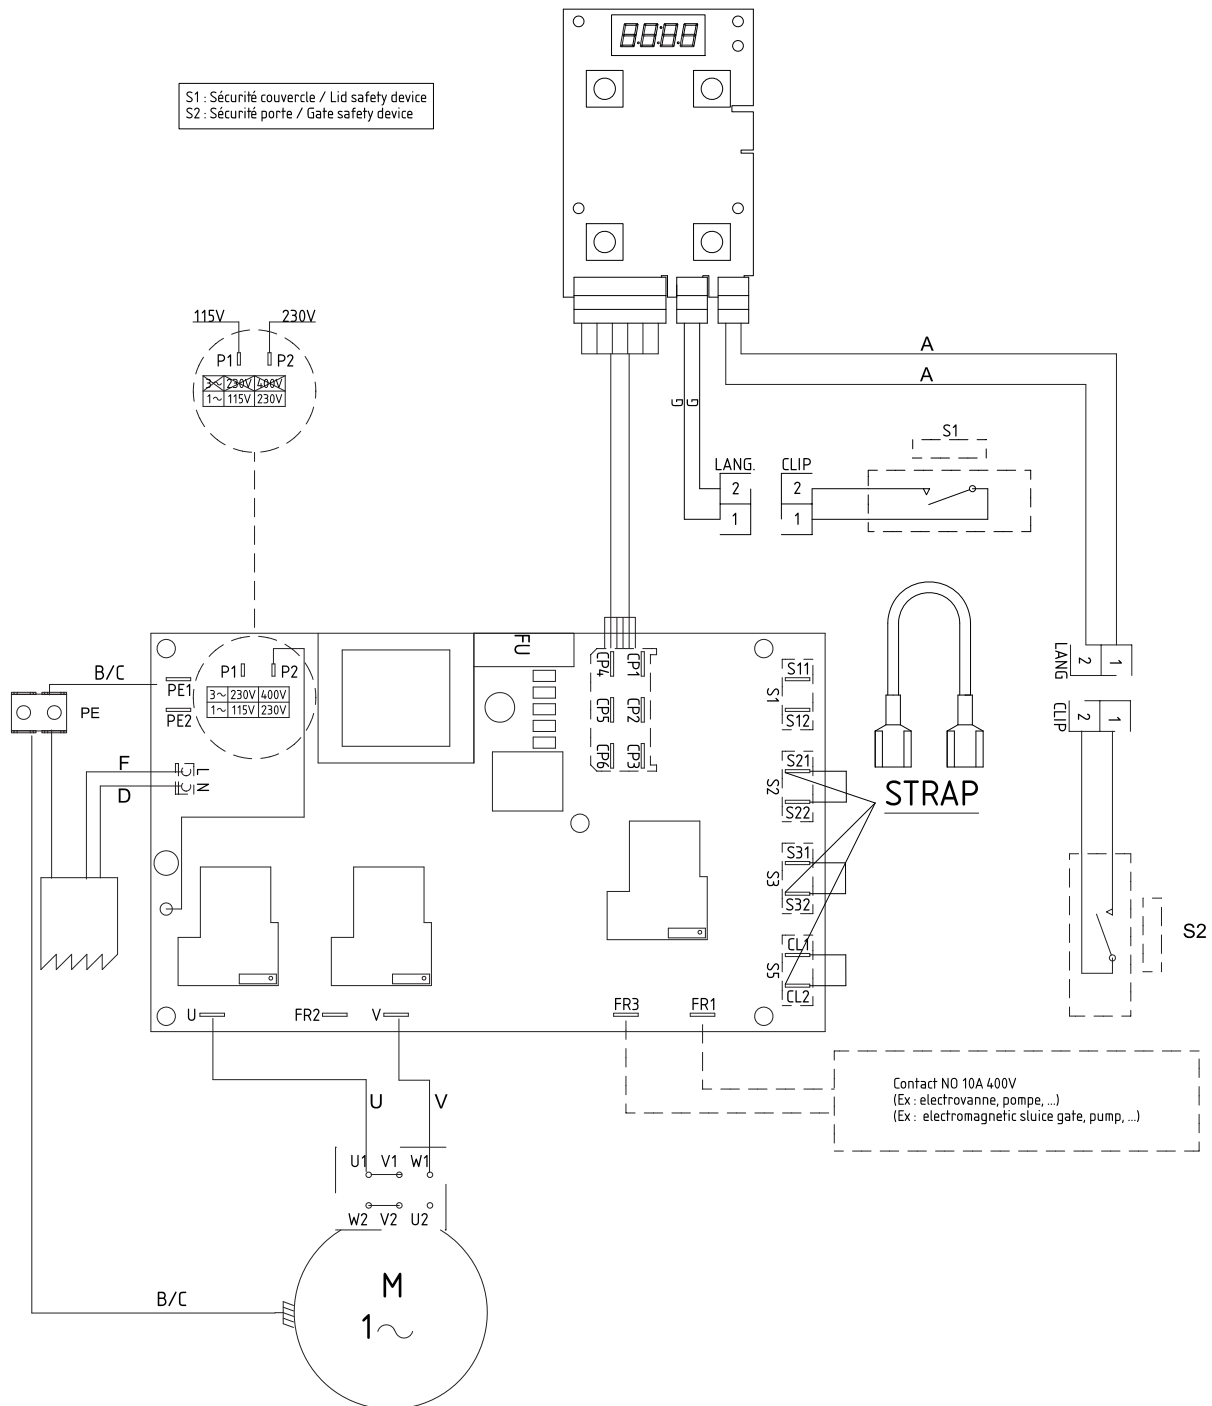 8:8:8:8
S1 : Sécurité couvercle / Lid safety device
S2 : Sécurité porte / Gate safety device
115V 230V
P1 P2
3~ 230V 400V
1~ 115V 230V
A
A
G G
S1
LANG. CLIP
2 2
1 1
FU
B/C
PE
PE1
PE2
P1 P2
3~ 230V 400V
1~ 115V 230V
CP4 CP1
CP5 CP2
CP6 CP3
S11
S1
S12
S21
S2
S22
S31
S3
S32
CL1
S5
CL2
STRAP
LANG
2 1
CLIP
2 1
S2
F
D
L
N
U FR2 V FR3 FR1
Contact NO 10A 400V
(Ex : electrovanne, pompe, ...)
(Ex : electromagnetic sluice gate, pump, ...)
U V
U1 V1 W1
W2 V2 U2
M
1~
B/C